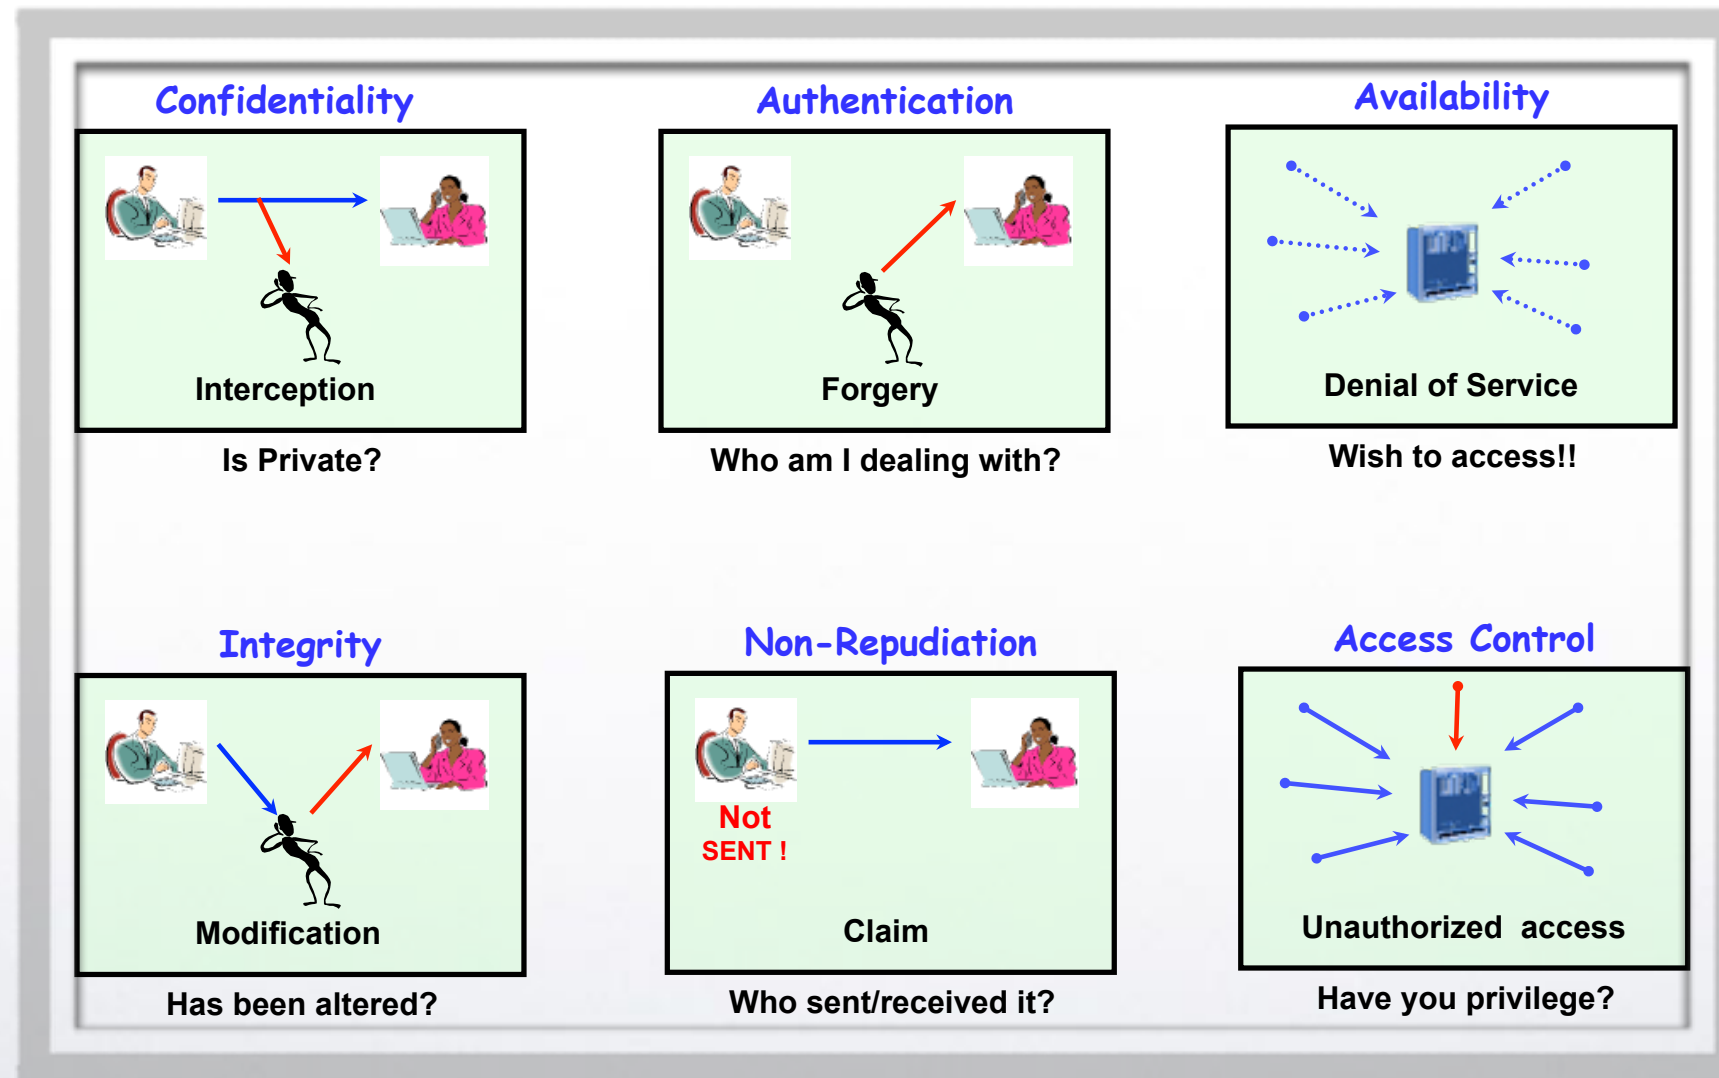 Confidentiality
Interception
Is Private?
Authentication
Forgery
Who am I dealing with?
Availability
Denial of Service
Wish to access!!
Integrity
Modification
Has been altered?
Non-Repudiation
Not
SENT !
Claim
Who sent/received it?
Access Control
Unauthorized access
Have you privilege?